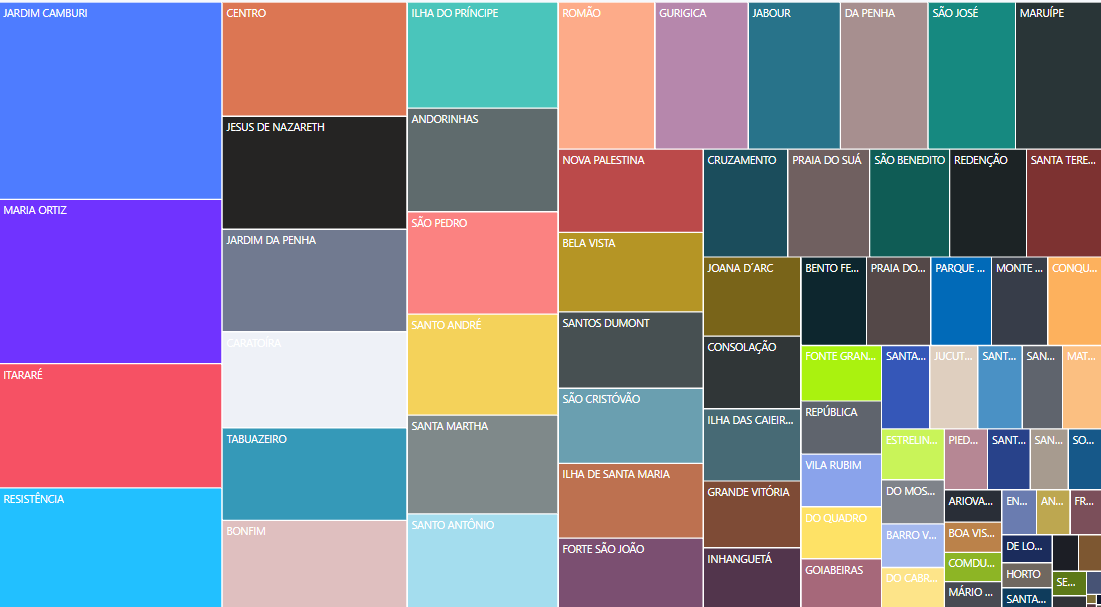 JARDIM CAMBURI
MARIA ORTIZ
ITARARÉ
RESISTÊNCIA
CENTRO
JESUS DE NAZARETH
JARDIM DA PENHA
CARATOÍRA
TABUAZEIRO
BONFIM
ILHA DO PRÍNCIPE
ANDORINHAS
SÃO PEDRO
SANTO ANDRÉ
SANTA MARTHA
SANTO ANTÔNIO
ROMÃO
GURIGICA
JABOUR
DA PENHA
SÃO JOSÉ
MARUÍPE
NOVA PALESTINA
BELA VISTA
SANTOS DUMONT
SÃO CRISTÓVÃO
ILHA DE SANTA MARIA
FORTE SÃO JOÃO
CRUZAMENTO
PRAIA DO SUÁ
SÃO BENEDITO
REDENÇÃO
SANTA TERE...
JOANA D´ARC
CONSOLAÇÃO
ILHA DAS CAIEIR...
GRANDE VITÓRIA
INHANGUETÁ
BENTO FE...
PRAIA DO...
PARQUE ...
MONTE ...
CONQU...
FONTE GRAN...
REPÚBLICA
VILA RUBIM
DO QUADRO
GOIABEIRAS
SANTA...
JUCUT...
SANT...
SAN...
MAT...
ESTRELIN...
DO MOS...
BARRO V...
DO CABR...
PIED...
SANT...
SAN...
SO...
ARIOVA...
BOA VIS...
COMDU...
MÁRIO ...
EN...
AN...
FR...
DE LO...
HORTO
SANTA...
SE...